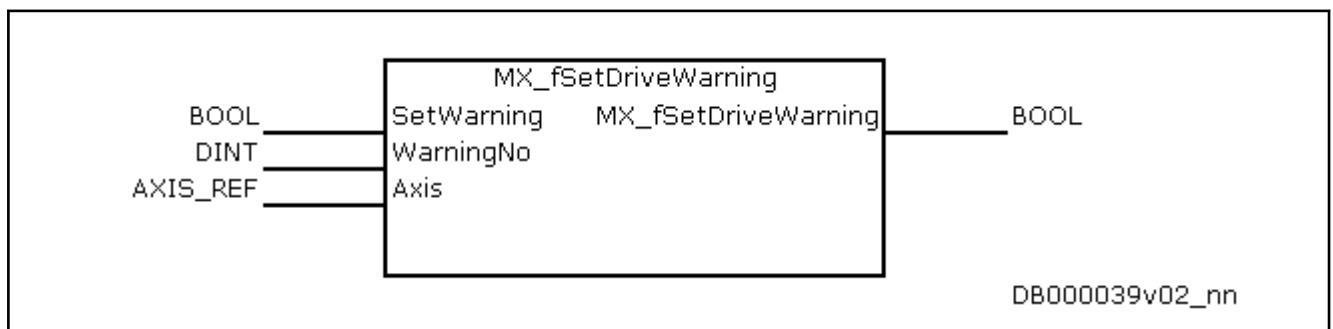 MX_fSetDriveWarning
BOOL SetWarning MX_fSetDriveWarning BOOL
DINT WarningNo
AXIS_REF Axis
DB000039v02_nn